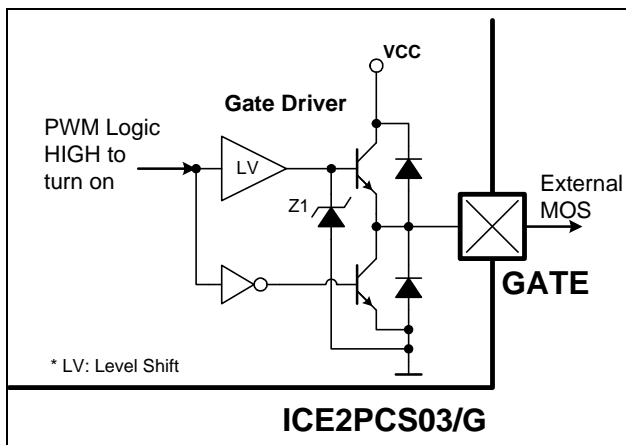 VCC
Gate Driver
PWM Logic
HIGH to
turn on
LV
Z1
External
MOS
GATE
* LV: Level Shift
ICE2PCS03/G